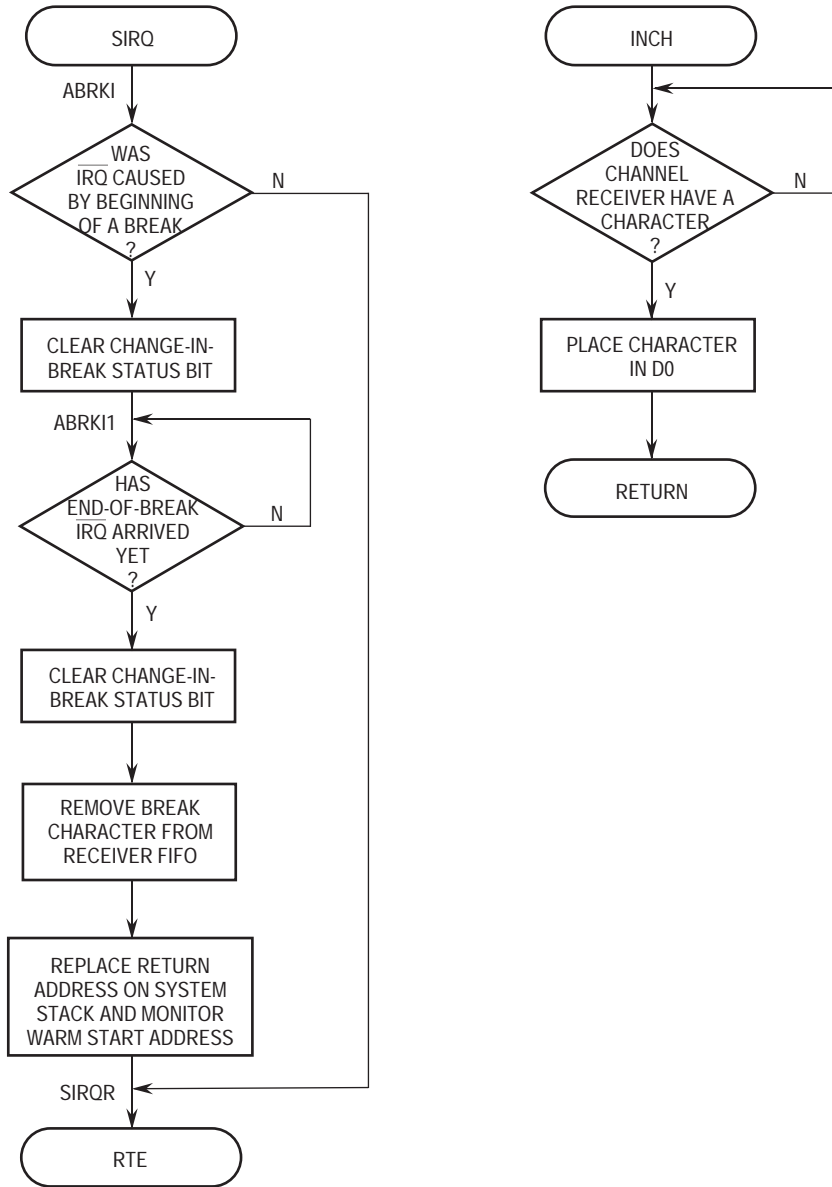 SIRQ
ABRKI
WAS
IRQ CAUSED
BY BEGINNING
OF A BREAK
?
N
Y
CLEAR CHANGE-IN-
BREAK STATUS BIT
ABRKI1
HAS
END-OF-BREAK
IRQ ARRIVED
YET
?
N
Y
CLEAR CHANGE-IN-
BREAK STATUS BIT
REMOVE BREAK
CHARACTER FROM
RECEIVER FIFO
REPLACE RETURN
ADDRESS ON SYSTEM
STACK AND MONITOR
WARM START ADDRESS
SIRQR
RTE
INCH
DOES
CHANNEL
RECEIVER HAVE A
CHARACTER
?
N
Y
PLACE CHARACTER
IN D0
RETURN